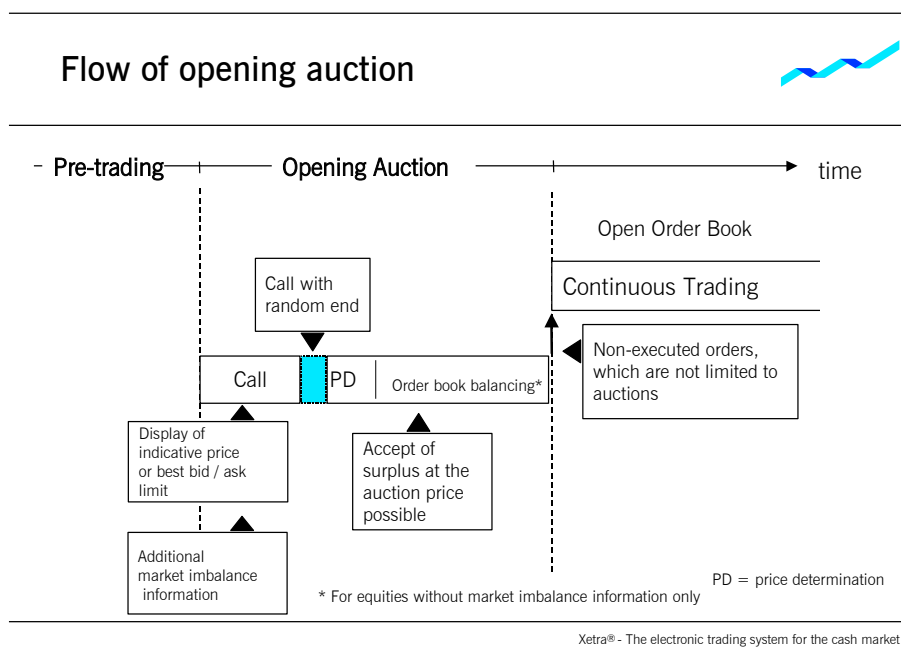 Flow of opening auction
Pre-trading
Opening Auction
time
Open Order Book
Continuous Trading
Call with
random end
Non-executed orders,
which are not limited to
auctions
Call
PD
Order book balancing*
Display of
indicative price
or best bid / ask
limit
Accept of
surplus at the
auction price
possible
Additional
market imbalance
information
PD = price determination
* For equities without market imbalance information only
Xetra® - The electronic trading system for the cash market